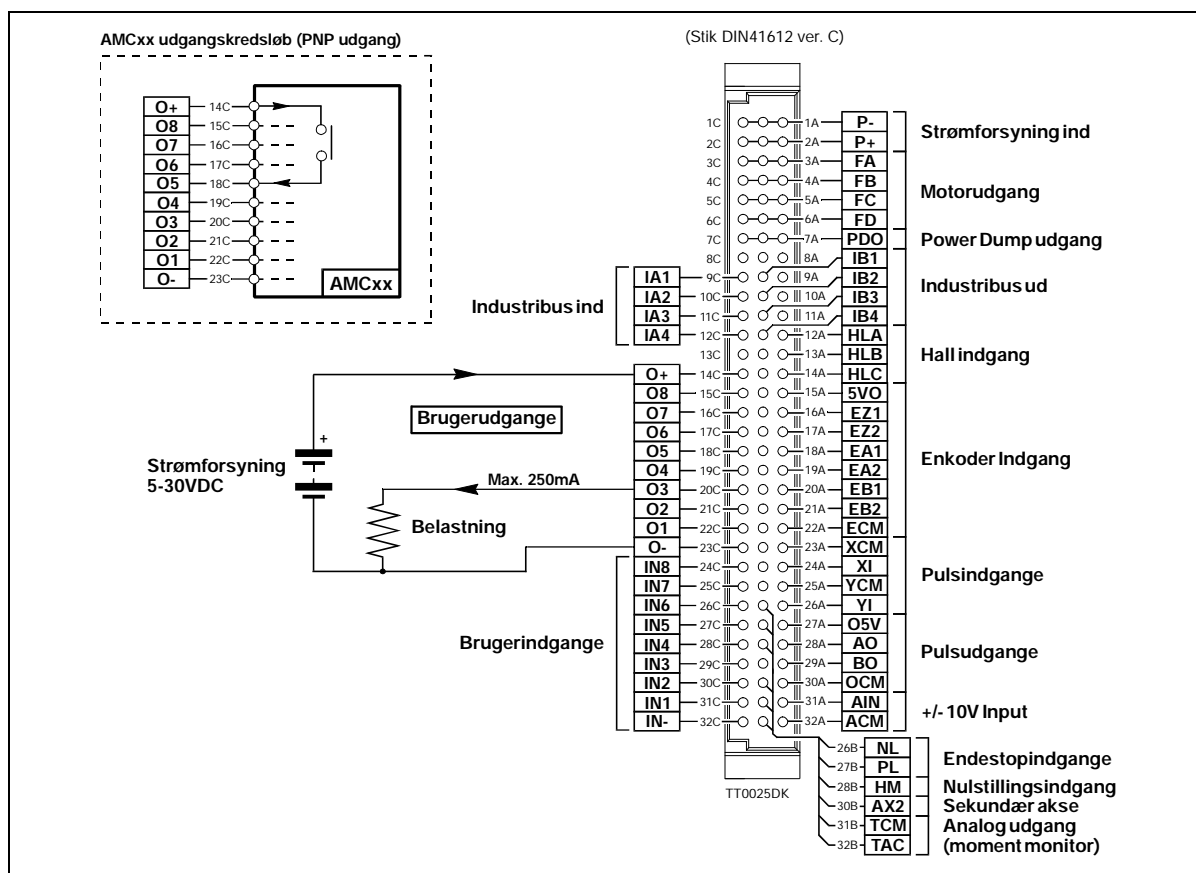 AMCxx udgangskredsløb (PNP udgang)
O+ 14C
O8 15C
O7 16C
O6 17C
O5 18C
O4 19C
O3 20C
O2 21C
O1 22C
O- 23C
AMCxx
(Stik DIN41612 ver. C)
1C 1A P-
2C 2A P+
Strømforsyning ind
3C 3A FA
4C 4A FB
5C 5A FC
6C 6A FD
Motorudgang
7C 7A PDO
Power Dump udgang
8C 8A IB1
IA1 9C 9A IB2
IA2 10C 10A IB3
IA3 11C 11A IB4
Industribus ind
Industribus ud
IA4 12C 12A HLA
13C 13A HLB
O+ 14C 14A HLC
Hall indgang
O8 15C 15A 5VO
O7 16C 16A EZ1
O6 17C 17A EZ2
O5 18C 18A EA1
O4 19C 19A EA2
O3 20C 20A EB1
O2 21C 21A EB2
O1 22C 22A ECM
Enkoder Indgang
Brugerudgange
+
Strømforsyning
5-30VDC
Max. 250mA
Belastning
O- 23C 23A XCM
IN8 24C 24A XI
IN7 25C 25A YCM
IN6 26C 26A YI
Pulsindgange
IN5 27C 27A O5V
IN4 28C 28A AO
IN3 29C 29A BO
IN2 30C 30A OCM
Brugerindgange
Pulsudgange
IN1 31C 31A AIN
IN- 32C 32A ACM
+/- 10V Input
26B NL
27B PL
Endestopindgange
28B HM Nulstillingsindgang
30B AX2 Sekundær akse
31B TCM Analog udgang
32B TAC (moment monitor)
TT0025DK